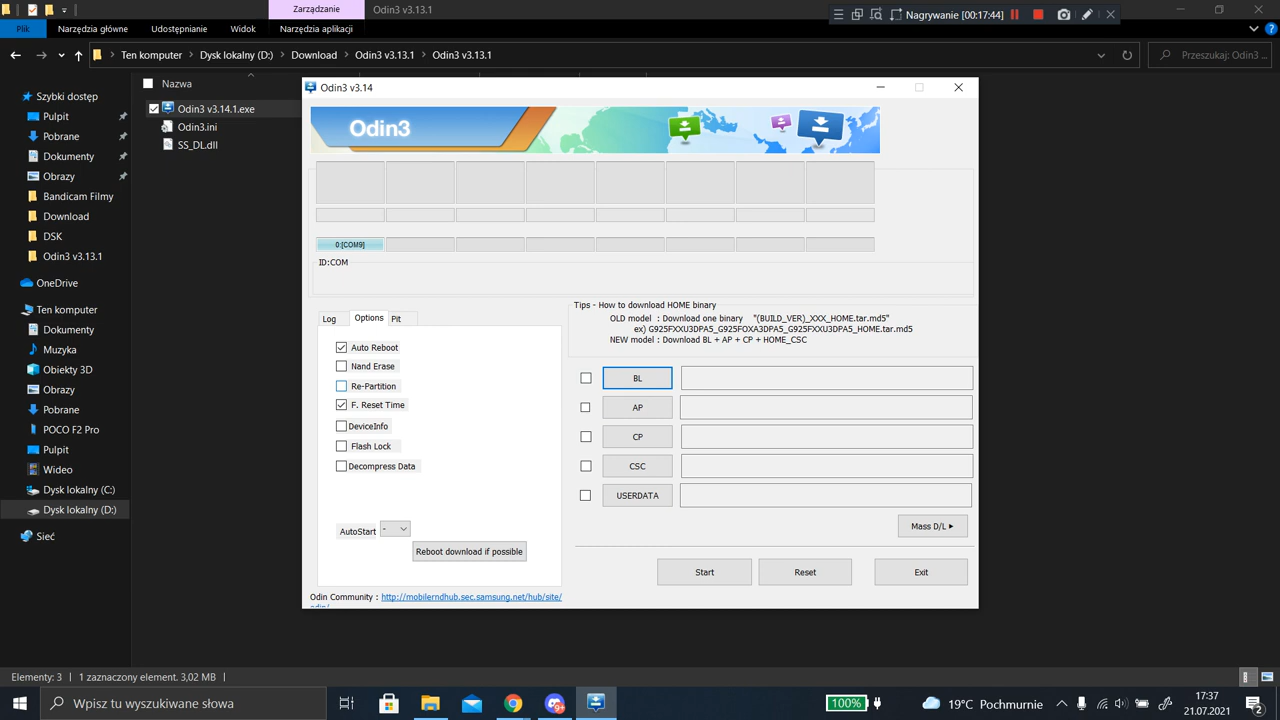 Zarządzanie
Odin3 v3.13.1
Nagrywanie [00:17:44]
Plik
Narzędzia główne
Udostępnianie
Widok
Narzędzia aplikacji
Ten komputer
Dysk lokalny (D:)
Download
Odin3 v3.13.1
Odin3 v3.13.1
Przeszukaj: Odin3 ...
Nazwa
Szybki dostęp
Pulpit
Pobrane
Dokumenty
Obrazy
Bandicam Filmy
Download
DSK
Odin3 v3.13.1
OneDrive
Ten komputer
Dokumenty
Muzyka
Obiekty 3D
Obrazy
Pobrane
POCO F2 Pro
Pulpit
Wideo
Dysk lokalny (C:)
Dysk lokalny (D:)
Sieć
Odin3 v3.14.1.exe
Odin3.ini
SS_DL.dll
Odin3 v3.14
Odin3
0:[COM9]
ID:COM
Log
Options
Pit
Auto Reboot
Nand Erase
Re-Partition
F. Reset Time
DeviceInfo
Flash Lock
Decompress Data
AutoStart
-
Reboot download if possible
Odin Community : http://mobilerndhub.sec.samsung.net/hub/site/
odin/
Tips - How to download HOME binary
OLD model : Download one binary "(BUILD_VER)_XXX_HOME.tar.md5"
ex) G925FXXU3DPA5_G925FOXA3DPA5_G925FXXU3DPA5_HOME.tar.md5
NEW model : Download BL + AP + CP + HOME_CSC
BL
AP
CP
CSC
USERDATA
Mass D/L
Start
Reset
Exit
Elementy: 3
1 zaznaczony element. 3,02 MB
Wpisz tu wyszukiwane słowa
100%
19°C Pochmurnie
17:37
21.07.2021
2